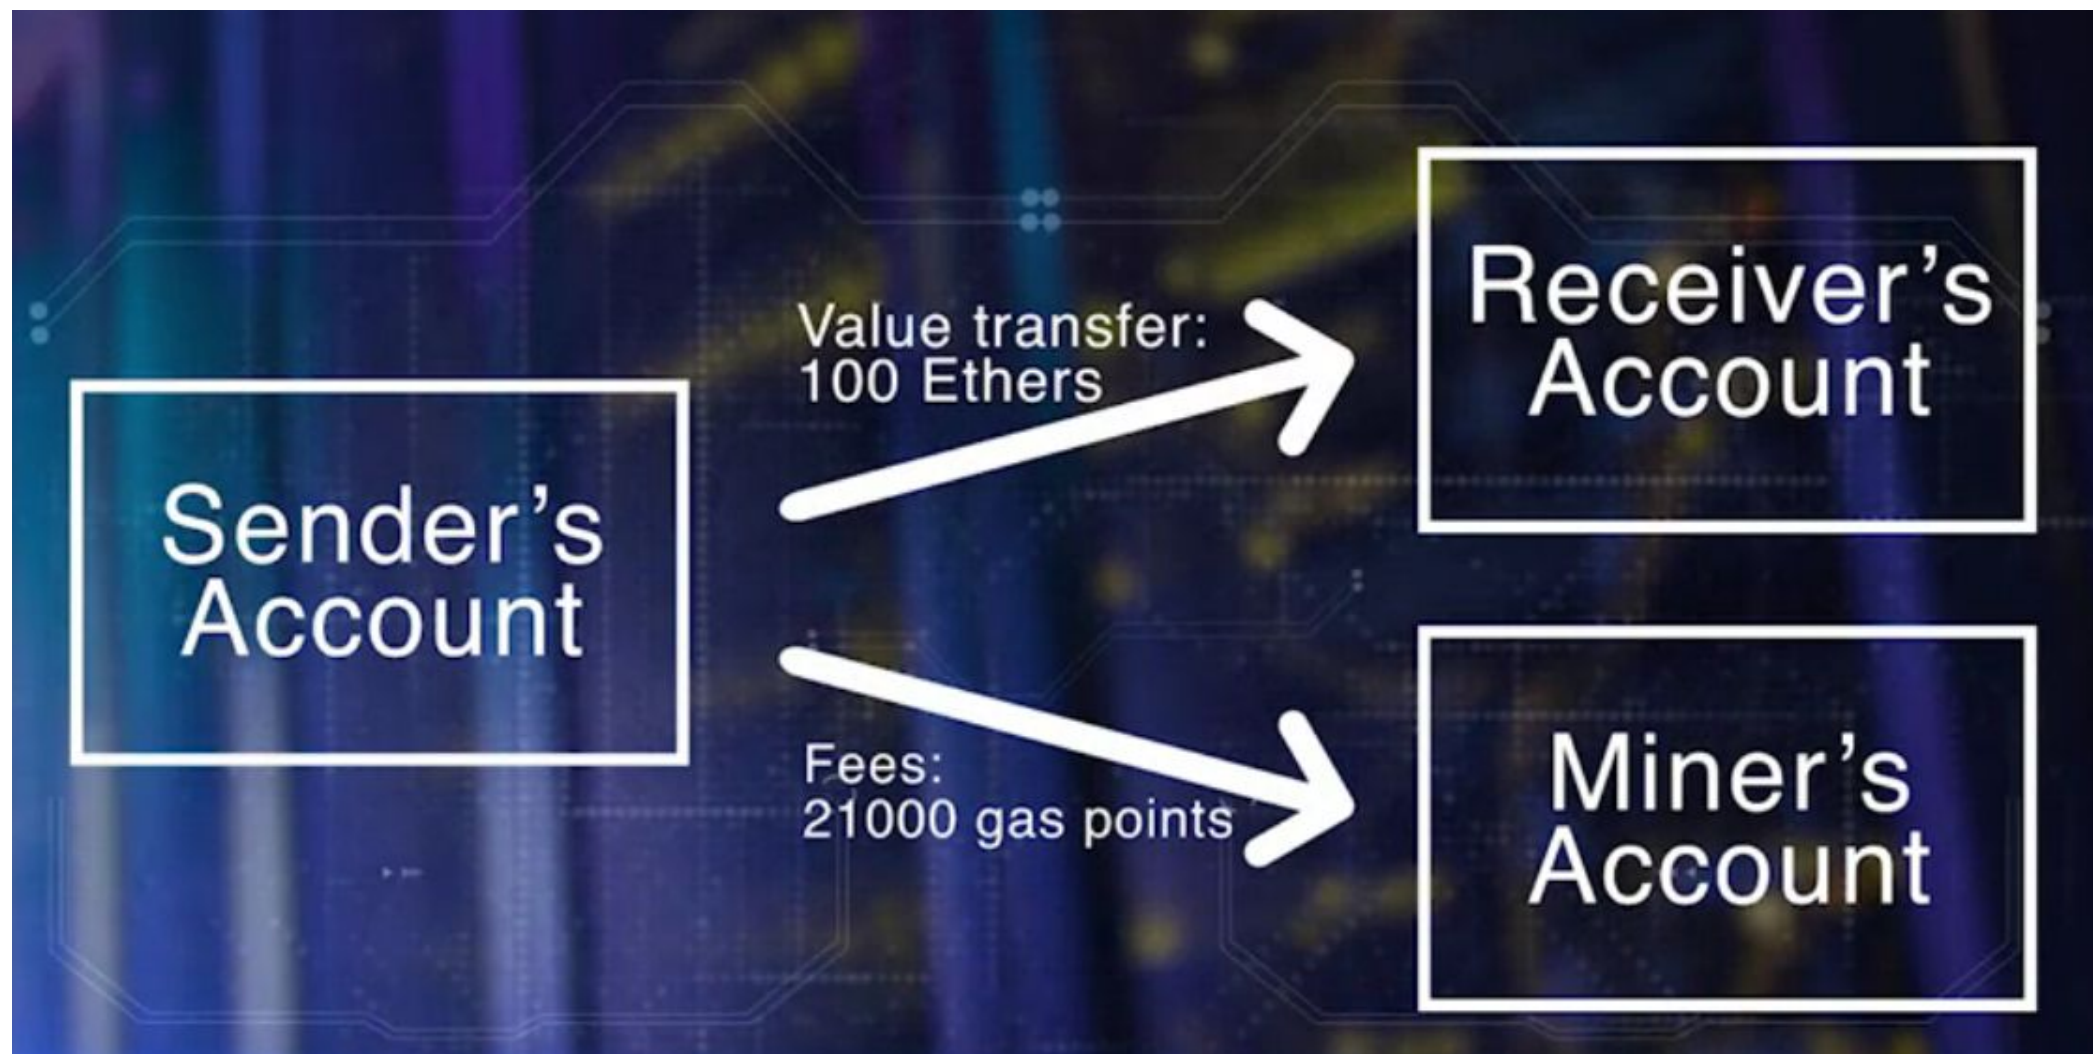 Sender’s
Account
Value transfer:
100 Ethers
Receiver’s
Account
Fees:
21000 gas points
Miner’s
Account